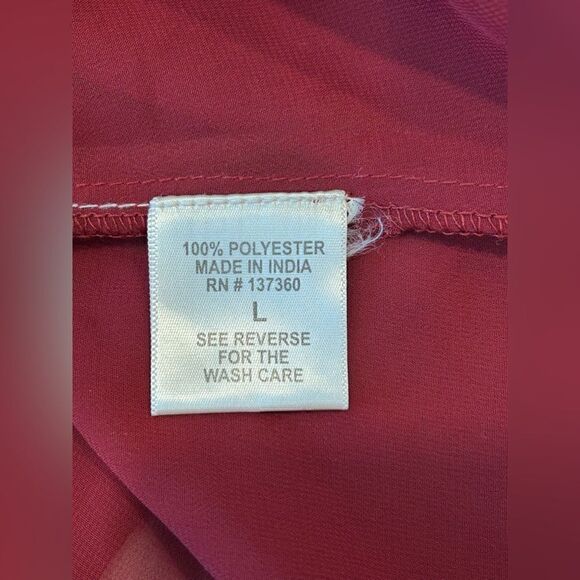 100% POLYESTER
MADE IN INDIA
RN # 137360
L
SEE REVERSE
FOR THE
WASH CARE